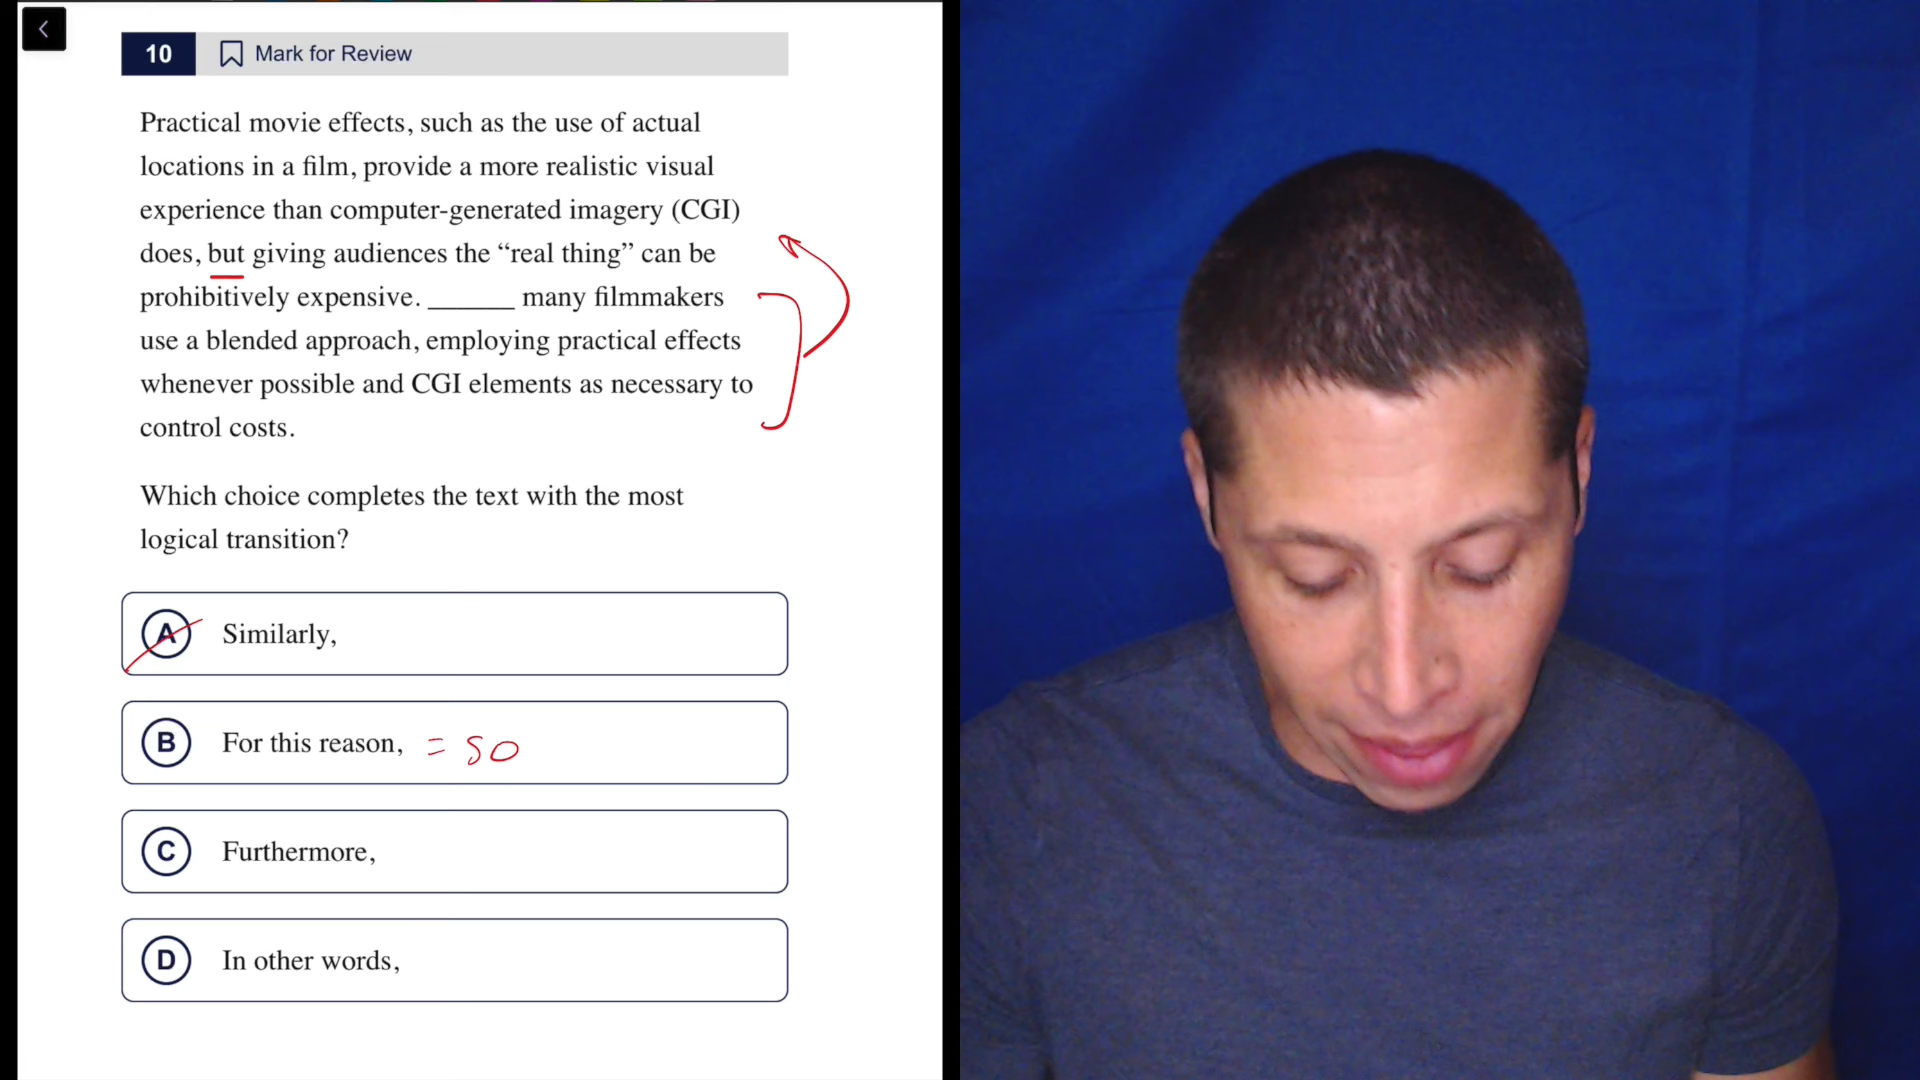 10 Mark for Review
Practical movie effects, such as the use of actual
locations in a film, provide a more realistic visual
experience than computer-generated imagery (CGI)
does, but giving audiences the “real thing” can be
prohibitively expensive. ______ many filmmakers
use a blended approach, employing practical effects
whenever possible and CGI elements as necessary to
control costs.
Which choice completes the text with the most
logical transition?
A Similarly,
B For this reason, = so
C Furthermore,
D In other words,